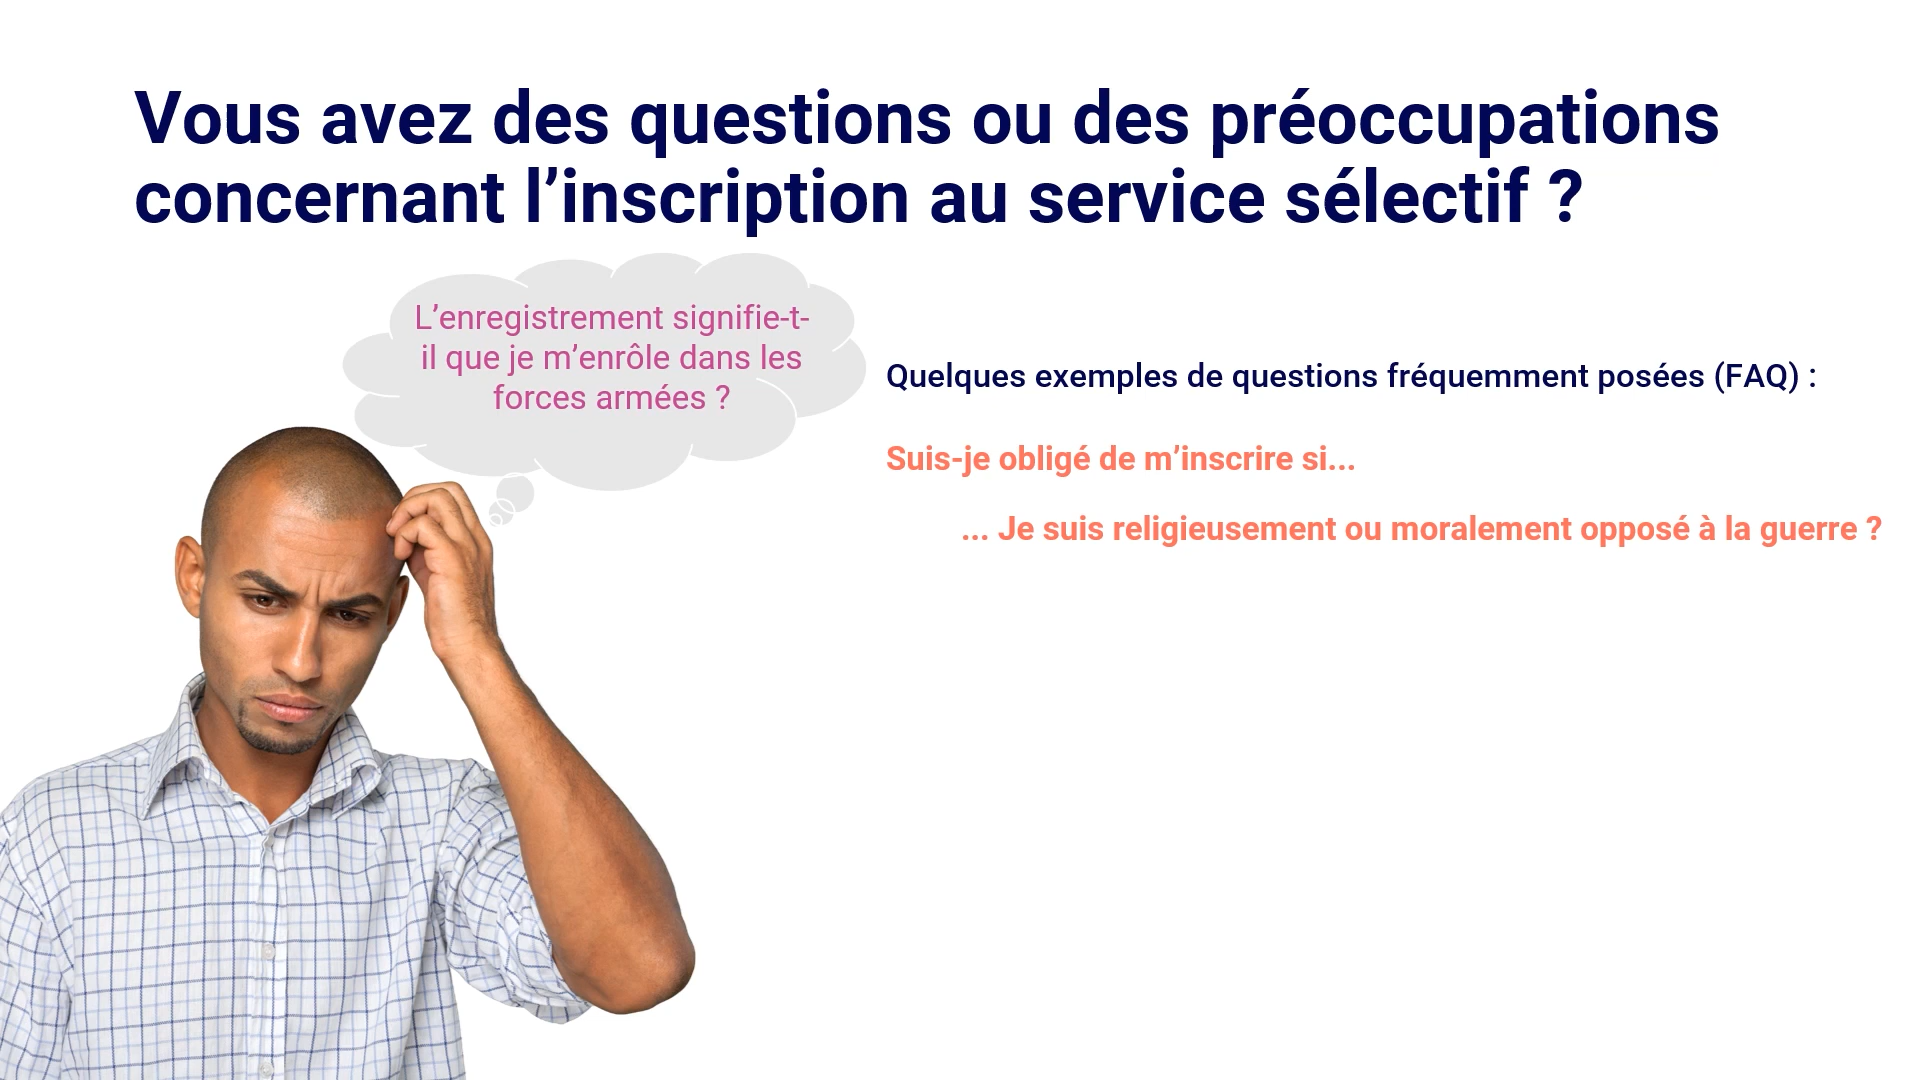 Vous avez des questions ou des préoccupations
concernant l’inscription au service sélectif ?
L’enregistrement signifie-t-
il que je m’enrôle dans les
forces armées ?
Quelques exemples de questions fréquemment posées (FAQ) :
Suis-je obligé de m’inscrire si...
... Je suis religieusement ou moralement opposé à la guerre ?